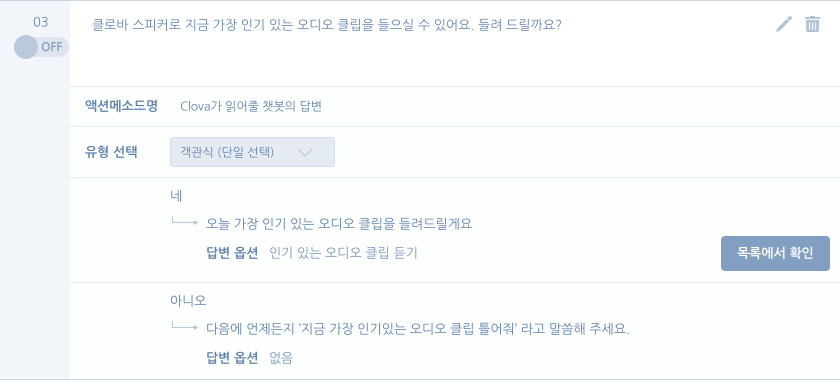 03
클로바 스피커로 지금 가장 인기 있는 오디오 클립을 들으실 수 있어요. 들려 드릴까요?
OFF
액션메소드명 Clova가 읽어줄 챗봇의 답변
유형 선택 객관식 (단일 선택)
네
오늘 가장 인기 있는 오디오 클립을 들려드릴게요
답변 옵션 인기 있는 오디오 클립 듣기
목록에서 확인
아니오
다음에 언제든지 '지금 가장 인기있는 오디오 클립 틀어줘' 라고 말씀해 주세요.
답변 옵션 없음